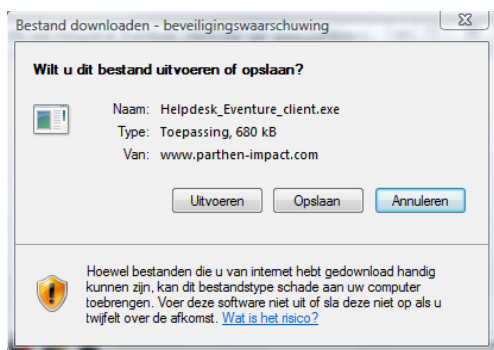 Bestand downloaden - beveiligingswaarschuwing
Wilt u dit bestand uitvoeren of opslaan?
Naam: Helpdesk_Eventure_client.exe
Type: Toepassing, 680 kB
Van: www.parthen-impact.com
Uitvoeren Opslaan Annuleren
Hoewel bestanden die u van internet hebt gedownload handig
kunnen zijn, kan dit bestandstype schade aan uw computer
toebrengen. Voer deze software niet uit of sla deze niet op als u
twijfelt over de afkomst. Wat is het risico?